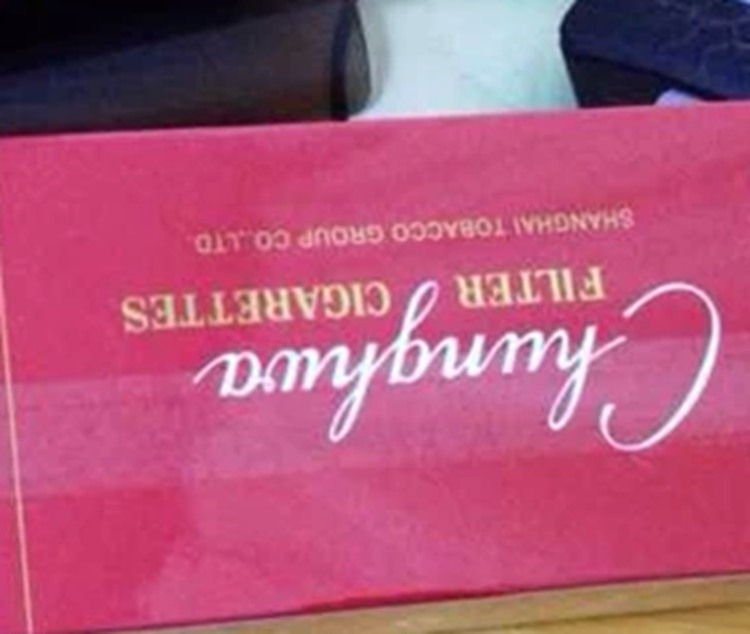 Chunghwa
FILTER CIGARETTES
SHANGHAI TOBACCO GROUP CO.,LTD.